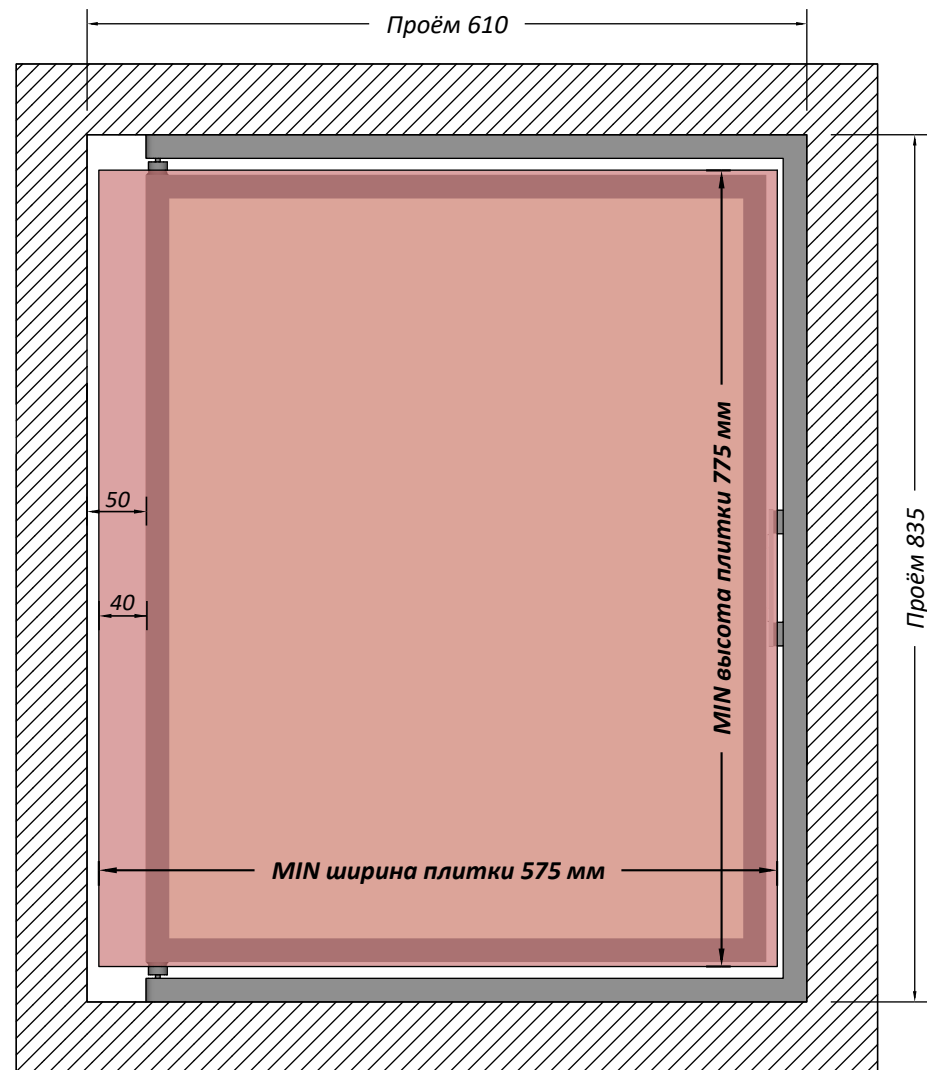 Проём 610
50
40
MIN высота плитки 775 мм
Проём 835
MIN ширина плитки 575 мм